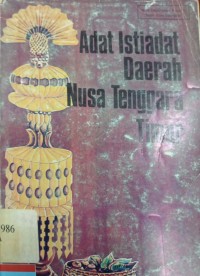 Adat Istiadat
Daerah
Nusa Tenggara
Timur
986